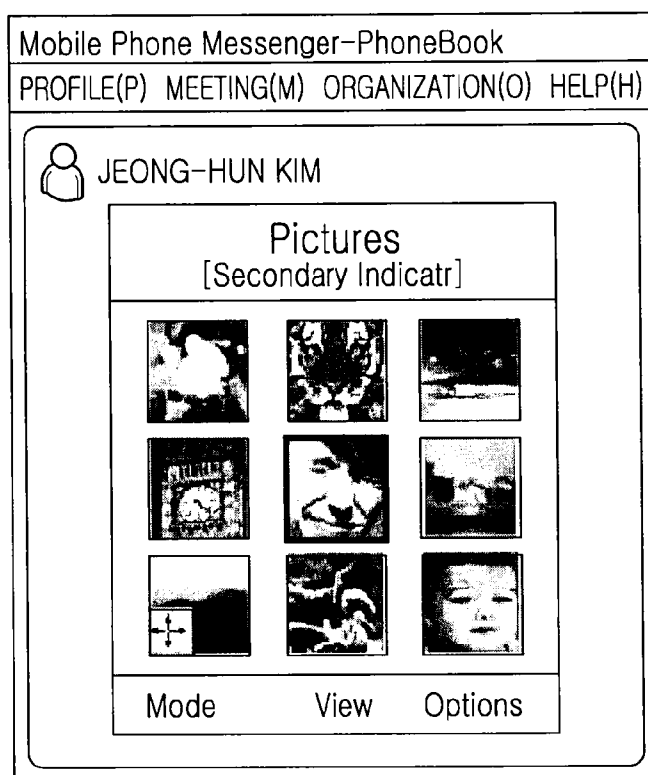 Mobile Phone Messenger-PhoneBook
PROFILE(P) MEETING(M) ORGANIZATION(O) HELP(H)
JEONG-HUN KIM
Pictures
[Secondary Indicatr]
Mode View Options